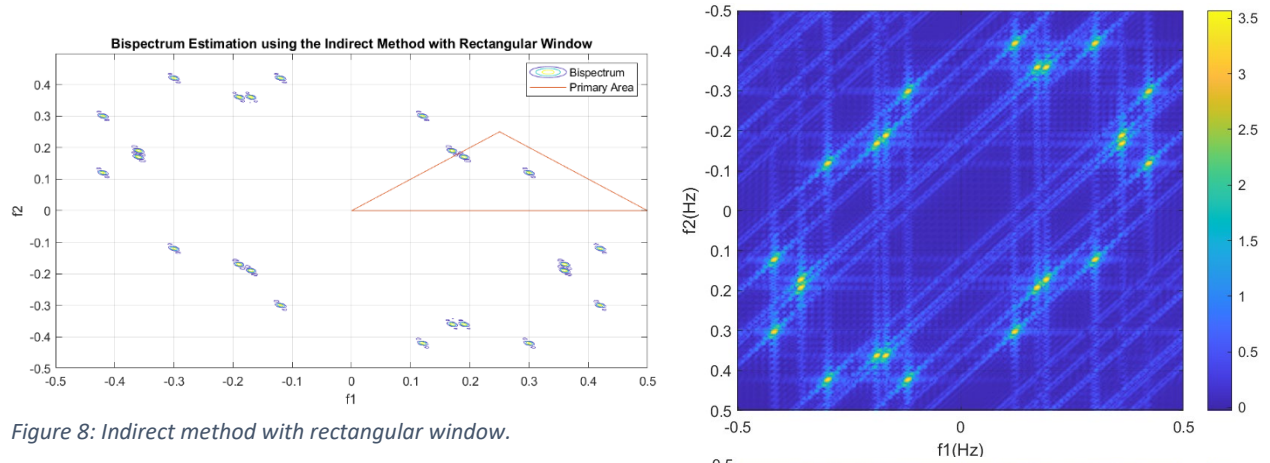 Bispectrum Estimation using the Indirect Method with Rectangular Window
Bispectrum
Primary Area
0.4
0.3
0.2
0.1
0
-0.1
-0.2
-0.3
-0.4
-0.5
f2
-0.5 -0.4 -0.3 -0.2 -0.1 0 0.1 0.2 0.3 0.4 0.5
f1
Figure 8: Indirect method with rectangular window.
-0.5
-0.4
-0.3
-0.2
-0.1
0
0.1
0.2
0.3
0.4
0.5
f2(Hz)
-0.5 0 0.5
f1(Hz)
3.5
3
2.5
2
1.5
1
0.5
0